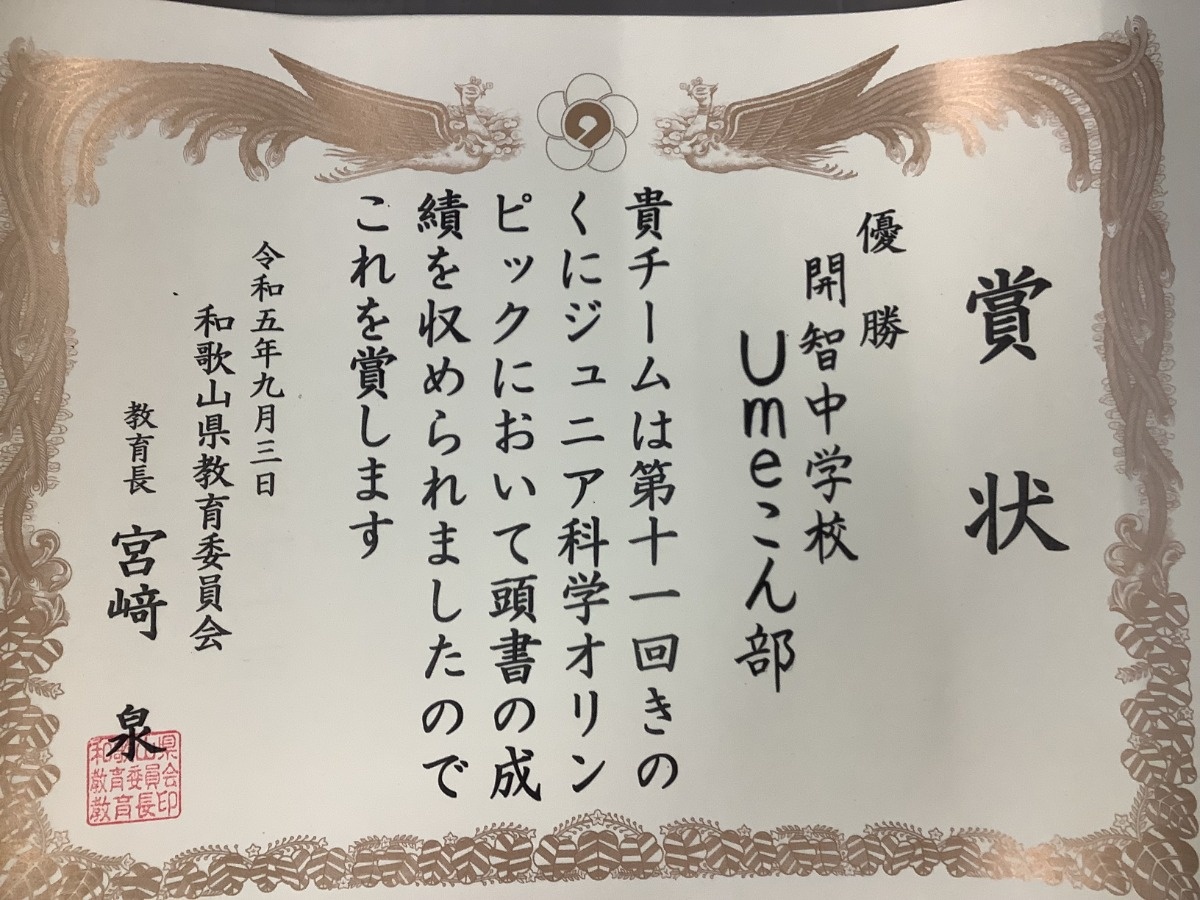 賞状
優勝
開智中学校
Umeこん部
貴チームは第十一回きの
くにジュニア科学オリン
ピックにおいて頭書の成
績を収められましたので
これを賞します
令和五年九月三日
和歌山県教育委員会
教育長 宮﨑 泉
和歌山県
教育委員会
教育長印